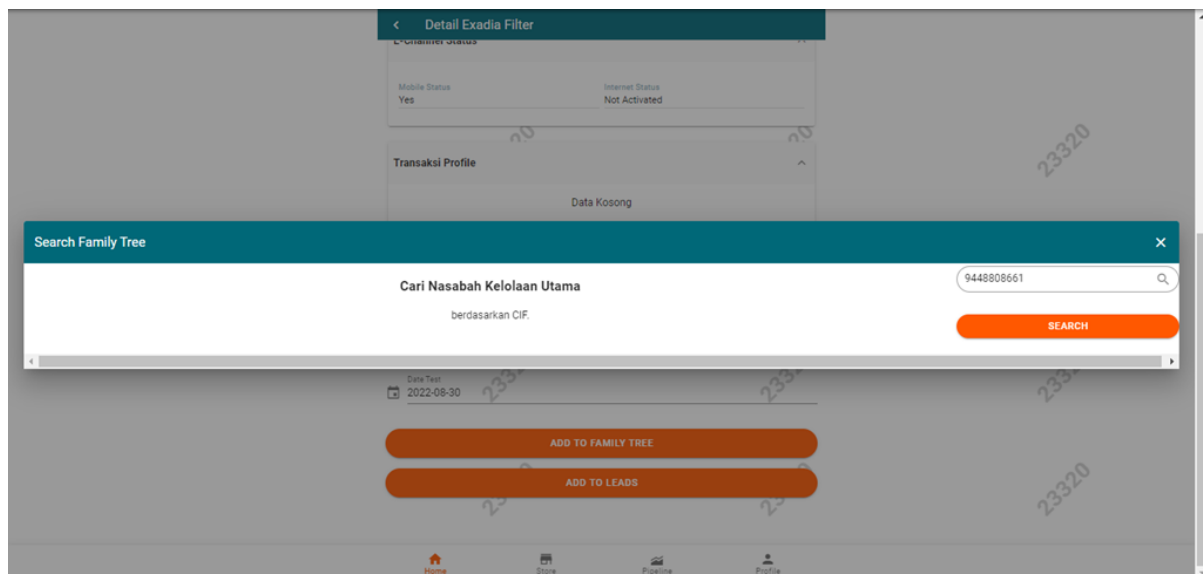 Detail Exadia Filter
E-Channel Status
Mobile Status
Internet Status
Yes
Not Activated
Transaksi Profile
Data Kosong
23320
Search Family Tree
Cari Nasabah Kelolaan Utama
berdasarkan CIF.
9448808661
SEARCH
Date Test
2022-08-30
ADD TO FAMILY TREE
ADD TO LEADS
23320
Home
Store
Pipeline
Profile